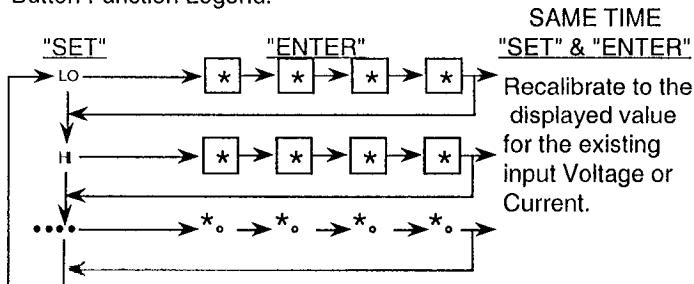 Button Function Legend:
SAME TIME
"SET" "ENTER" "SET" & "ENTER"
LO * * * *
Recalibrate to the
displayed value
for the existing
input Voltage or
Current.
HI * * * *
•••• *o *o *o *o